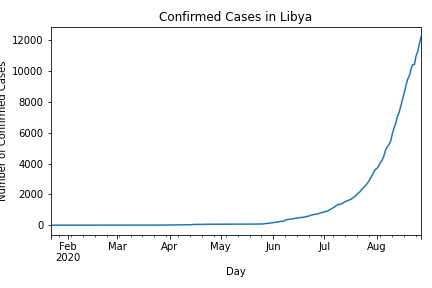 Confirmed Cases in Libya
Number of Confirmed Cases
12000
10000
8000
6000
4000
2000
0
Feb
2020
Mar
Apr
May
Jun
Jul
Aug
Day